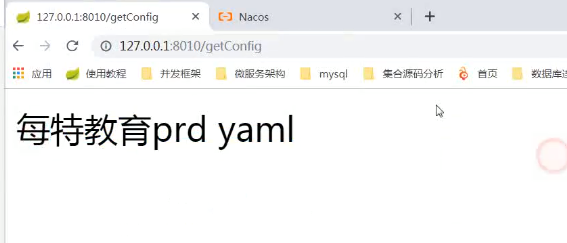 127.0.0.1:8010/getConfig Nacos
127.0.0.1:8010/getConfig
应用 使用教程 并发框架 微服务架构 mysql 集合源码分析 首页 数据库连
每特教育prd yaml